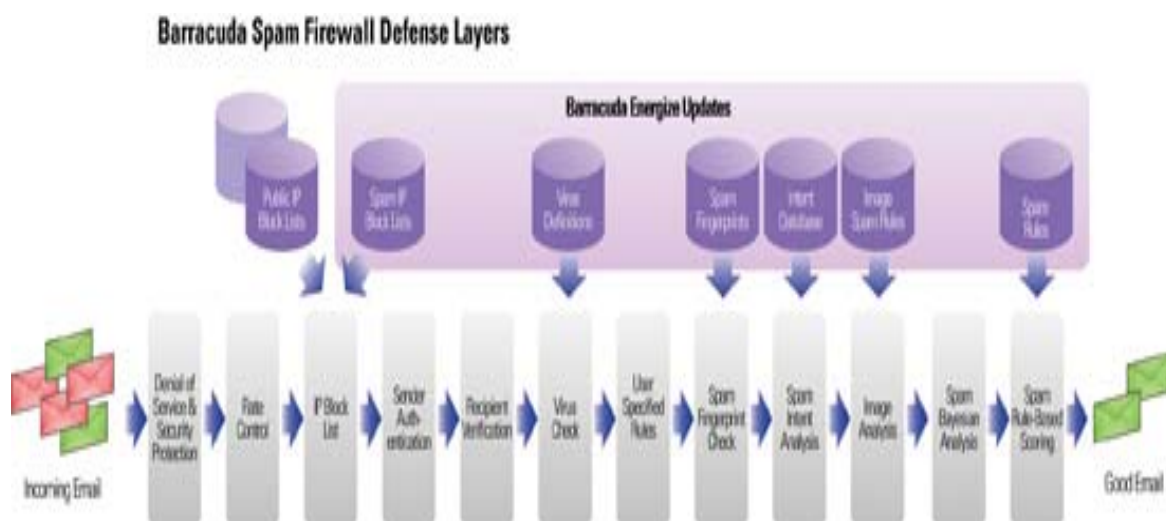 Barracuda Spam Firewall Defense Layers
Barracuda Energize Updates
Public IP
Block Lists
Spam IP
Block Lists
Virus
Definitions
Spam
Fingerprints
Intent
Database
Image
Spam Rules
Spam
Rules
Incoming Email
Denial of
Service &
Security
Protection
Rate
Control
IP Block
List
Sender
Auth-
entication
Recipient
Verification
Virus
Check
User
Specified
Rules
Spam
Fingerprint
Check
Spam
Intent
Analysis
Image
Analysis
Spam
Bayesian
Analysis
Spam
Rule-Based
Scoring
Good Email